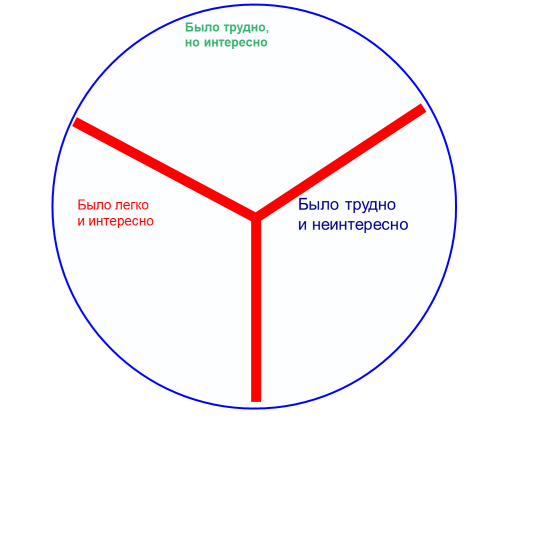 Было трудно,
но интересно
Было легко
и интересно
Было трудно
и неинтересно